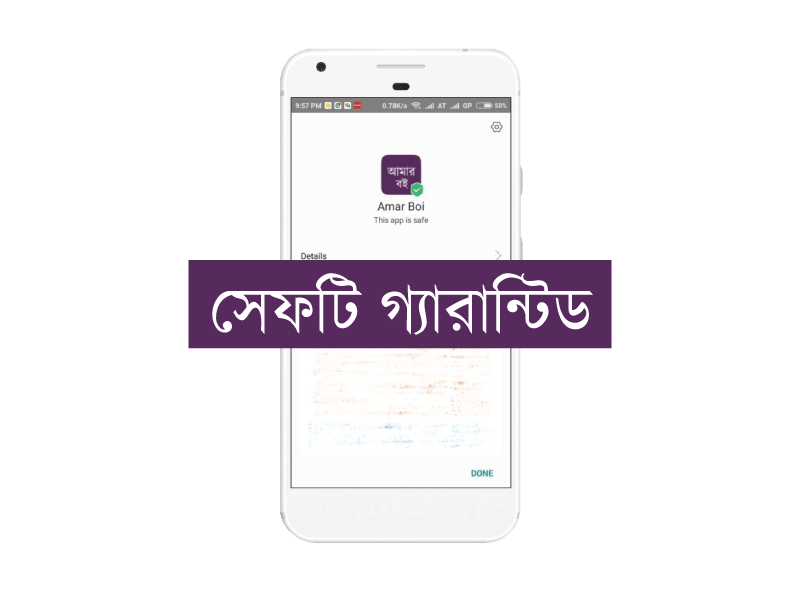 9:57 PM 0.78K/s AT GP 50%
আমার
বই
Amar Boi
This app is safe
Details
সেফটি গ্যারান্টিড
DONE